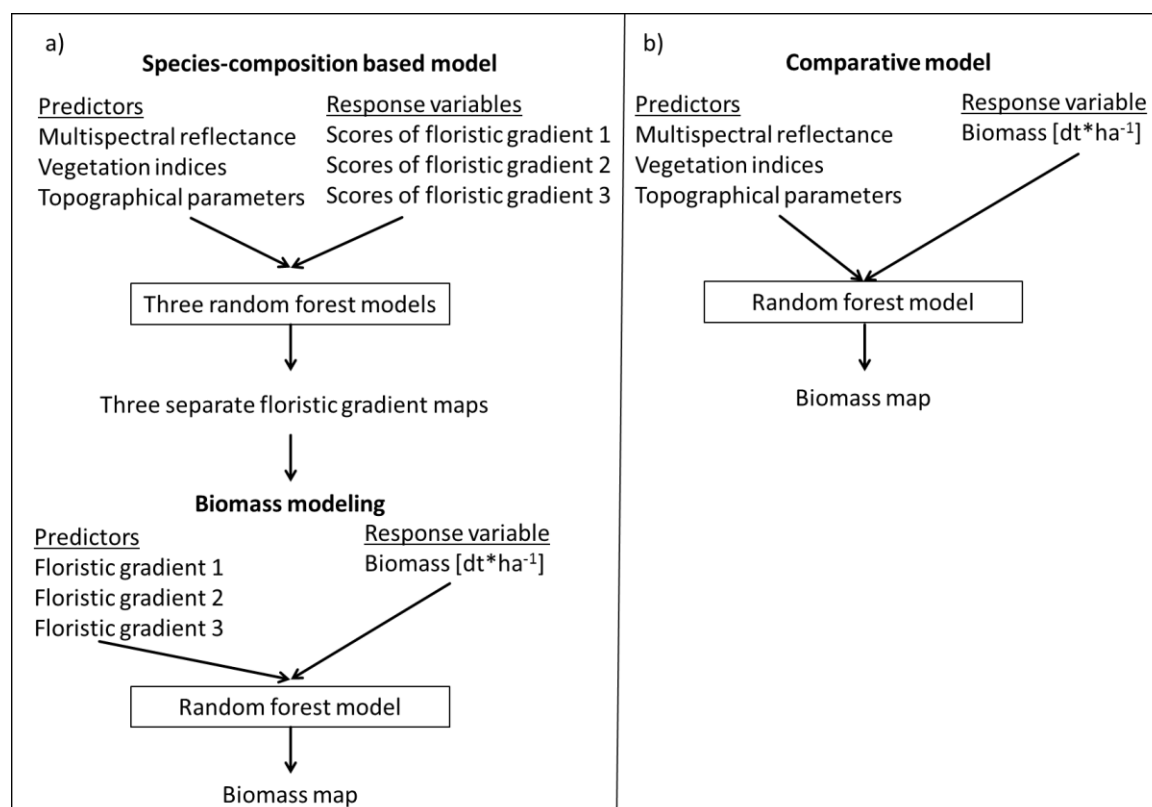 a)
Species-composition based model
Predictors
Multispectral reflectance
Vegetation indices
Topographical parameters
Response variables
Scores of floristic gradient 1
Scores of floristic gradient 2
Scores of floristic gradient 3
Three random forest models
Three separate floristic gradient maps
Biomass modeling
Predictors
Floristic gradient 1
Floristic gradient 2
Floristic gradient 3
Response variable
Biomass [dt*ha⁻¹]
Random forest model
Biomass map
b)
Comparative model
Predictors
Multispectral reflectance
Vegetation indices
Topographical parameters
Response variable
Biomass [dt*ha⁻¹]
Random forest model
Biomass map